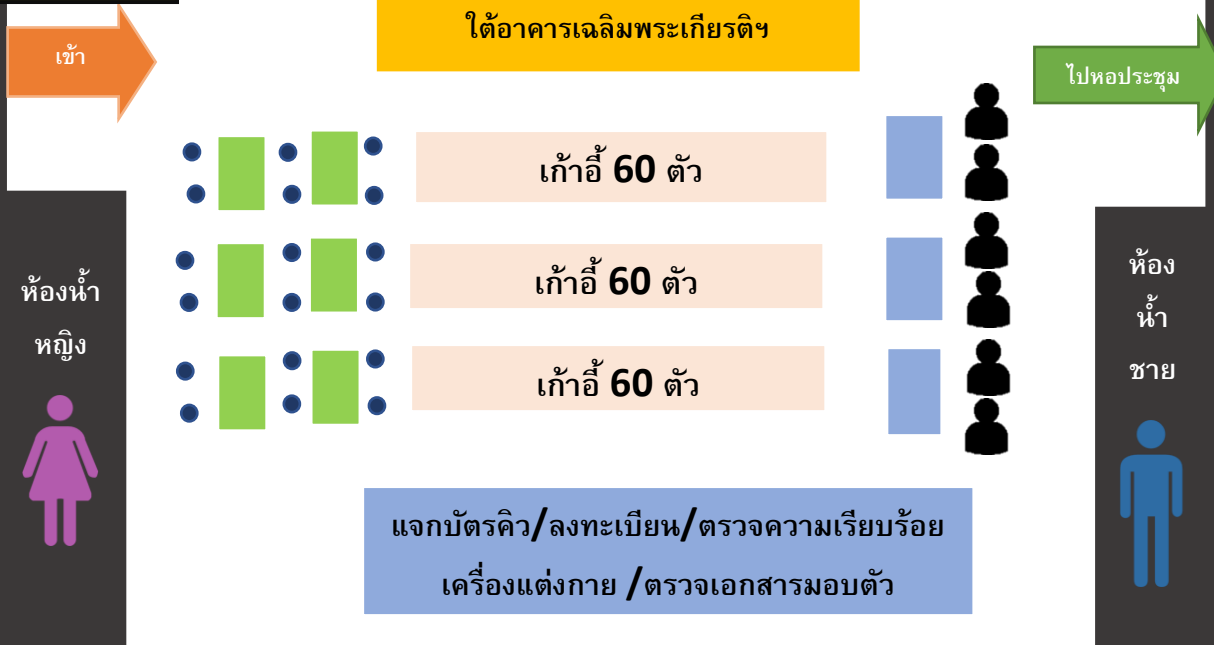 ใต้อาคารเฉลิมพระเกียรติฯ
เข้า
ไปหอประชุม
เก้าอี้ 60 ตัว
เก้าอี้ 60 ตัว
เก้าอี้ 60 ตัว
ห้องน้ำ
หญิง
ห้อง
น้ำ
ชาย
แจกบัตรคิว/ลงทะเบียน/ตรวจความเรียบร้อย
เครื่องแต่งกาย /ตรวจเอกสารมอบตัว